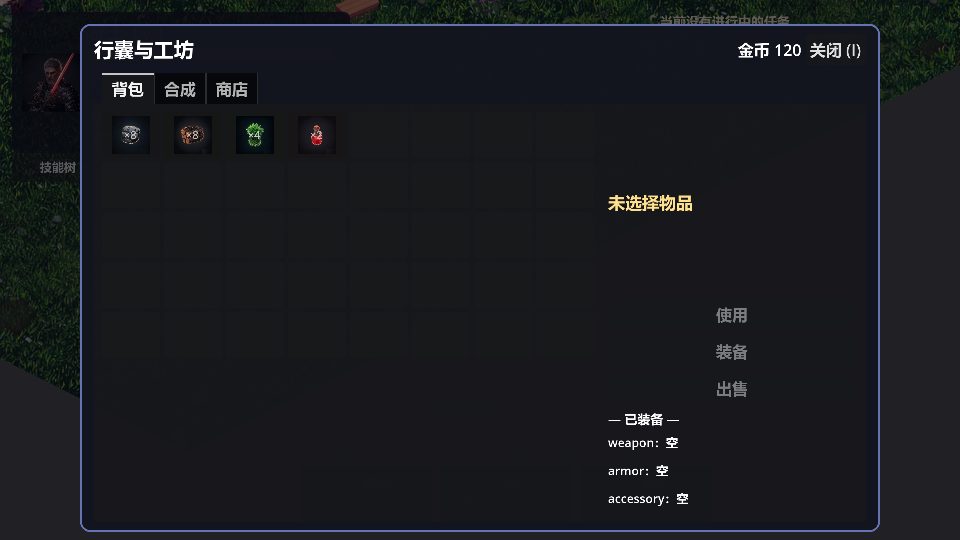 当前没有进行中的任务
行囊与工坊
金币 120 关闭 (I)
背包 合成 商店
×8 ×8 ×4
技能树
未选择物品
使用
装备
出售
— 已装备 —
weapon：空
armor：空
accessory：空